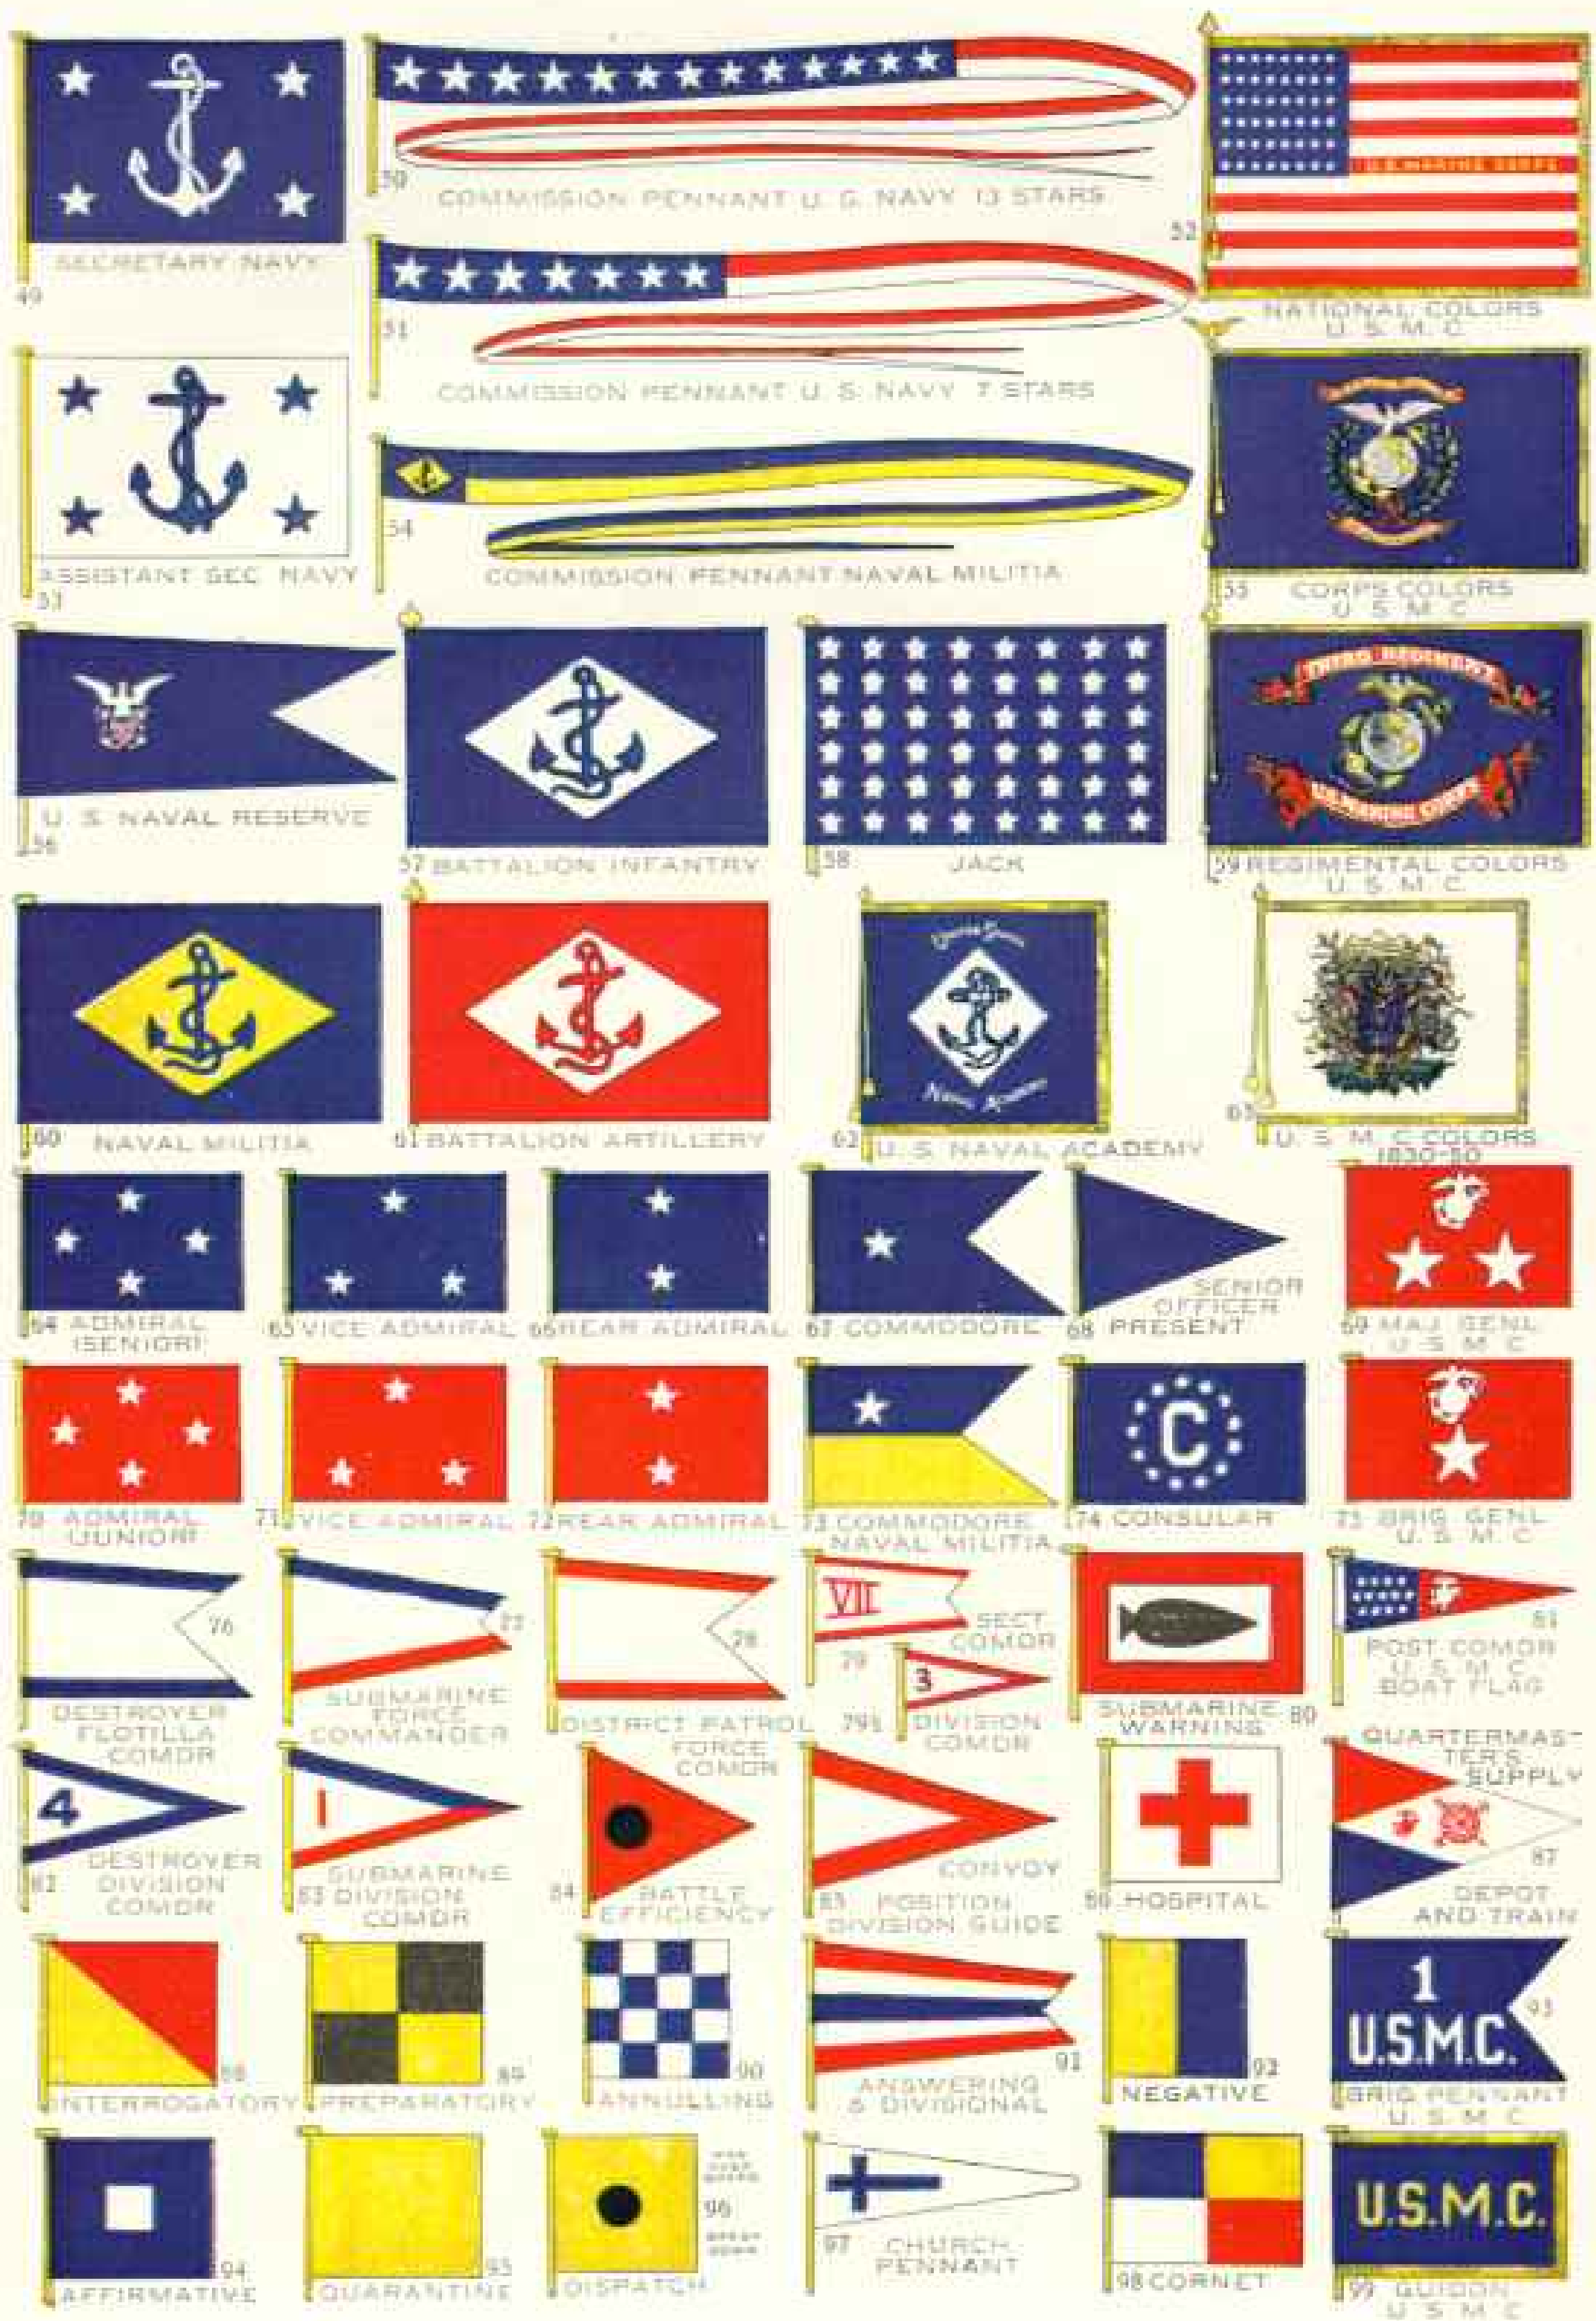 SECRETARY NAVY
49
50
COMMISSION PENNANT U. S. NAVY 13 STARS
U.S. MARINE CORPS
52
NATIONAL COLORS
U. S. M. C.
51
COMMISSION PENNANT U. S. NAVY 7 STARS
ASSISTANT SEC NAVY
53
54
COMMISSION PENNANT NAVAL MILITIA
55 CORPS COLORS
U. S. M. C.
U. S. NAVAL RESERVE
56
57 BATTALION INFANTRY
58 JACK
THIRD REGIMENT
U.S. MARINE CORPS
59 REGIMENTAL COLORS
U. S. M. C.
60 NAVAL MILITIA
61 BATTALION ARTILLERY
United States
Naval Academy
62 U. S. NAVAL ACADEMY
63 U. S. M. C COLORS
1830-50
64 ADMIRAL
(SENIOR)
65 VICE ADMIRAL
66 REAR ADMIRAL
67 COMMODORE
68 SENIOR
OFFICER
PRESENT
69 MAJ. GENL
U S M C
70 ADMIRAL
(JUNIOR)
71 VICE ADMIRAL
72 REAR ADMIRAL
73 COMMODORE
NAVAL MILITIA
C
74 CONSULAR
75 BRIG GENL
U. S. M. C
76
DESTROYER
FLOTILLA
COMDR
77
SUBMARINE
FORCE
COMMANDER
78
DISTRICT PATROL
FORCE
COMDR
VII
79
SECT
COMDR
3
79½ DIVISION
COMDR
SUBMARINE 80
WARNING
81
POST COMDR
U. S. M. C.
BOAT FLAG
4
82
DESTROYER
DIVISION
COMDR
1
83
SUBMARINE
DIVISION
COMDR
84 BATTLE
EFFICIENCY
CONVOY
85 POSITION
DIVISION GUIDE
86 HOSPITAL
QUARTERMAS-
TER'S
SUPPLY
87
DEPOT
AND TRAIN
88
INTERROGATORY
89
PREPARATORY
90
ANNULLING
91
ANSWERING
& DIVISIONAL
92
NEGATIVE
1
U.S.M.C.
93
BRIG PENNANT
U. S. M. C
94
AFFIRMATIVE
95
QUARANTINE
96
DISPATCH
97 CHURCH
PENNANT
98 CORNET
U.S.M.C.
99 GUIDON
U. S. M. C